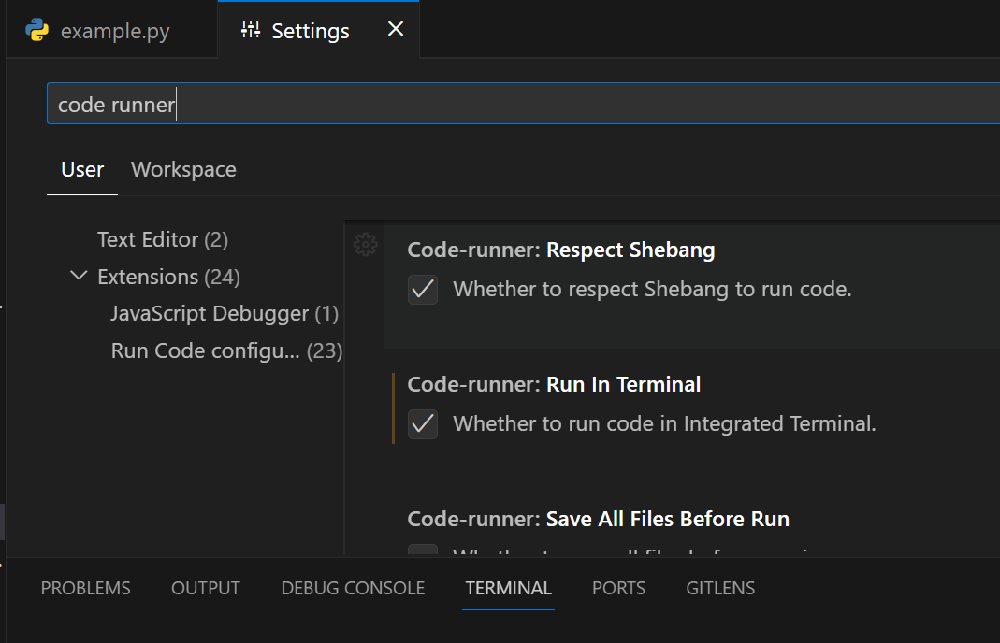 example.py
Settings
code runner
User Workspace
Text Editor (2)
Extensions (24)
JavaScript Debugger (1)
Run Code configu... (23)
Code-runner: Respect Shebang
Whether to respect Shebang to run code.
Code-runner: Run In Terminal
Whether to run code in Integrated Terminal.
Code-runner: Save All Files Before Run
PROBLEMS OUTPUT DEBUG CONSOLE TERMINAL PORTS GITLENS